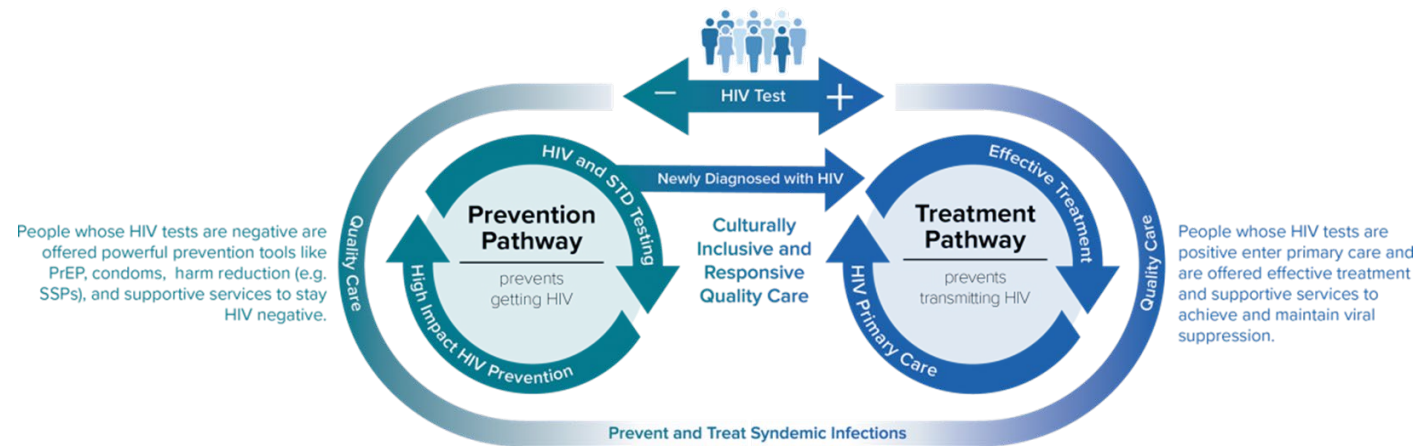 −
HIV Test
+
HIV and STD Testing
High Impact HIV Prevention
Prevention
Pathway
prevents
getting HIV
Newly Diagnosed with HIV
Culturally
Inclusive and
Responsive
Quality Care
Effective Treatment
HIV Primary Care
Treatment
Pathway
prevents
transmitting HIV
Quality Care
People whose HIV tests are negative are
offered powerful prevention tools like
PrEP, condoms, harm reduction (e.g.
SSPs), and supportive services to stay
HIV negative.
Quality Care
People whose HIV tests are
positive enter primary care and
are offered effective treatment
and supportive services to
achieve and maintain viral
suppression.
Prevent and Treat Syndemic Infections